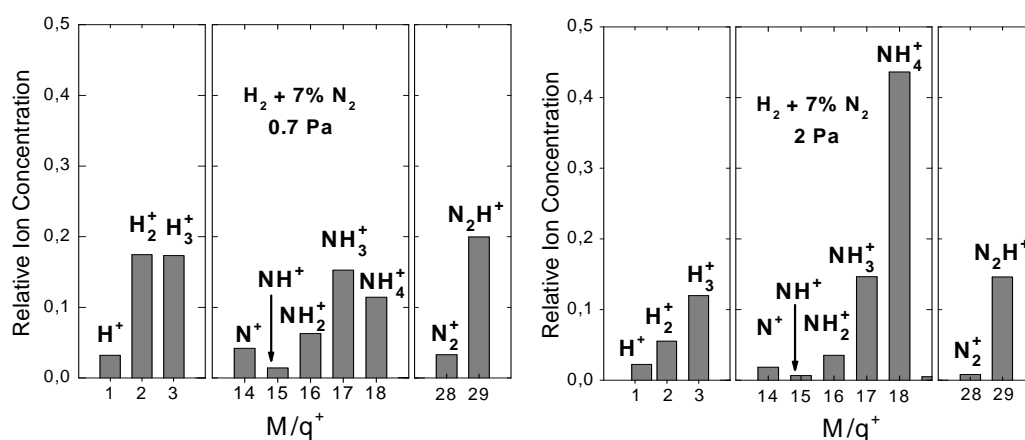 0,5
0,4
0,3
0,2
0,1
0,0
Relative Ion Concentration
H₂ + 7% N₂
0.7 Pa
H⁺
H₂⁺
H₃⁺
N⁺
NH⁺
NH₂⁺
NH₃⁺
NH₄⁺
N₂⁺
N₂H⁺
1 2 3 14 15 16 17 18 28 29
M/q⁺
0,5
0,4
0,3
0,2
0,1
0,0
Relative Ion Concentration
H₂ + 7% N₂
2 Pa
H⁺
H₂⁺
H₃⁺
N⁺
NH⁺
NH₂⁺
NH₃⁺
NH₄⁺
N₂⁺
N₂H⁺
1 2 3 14 15 16 17 18 28 29
M/q⁺